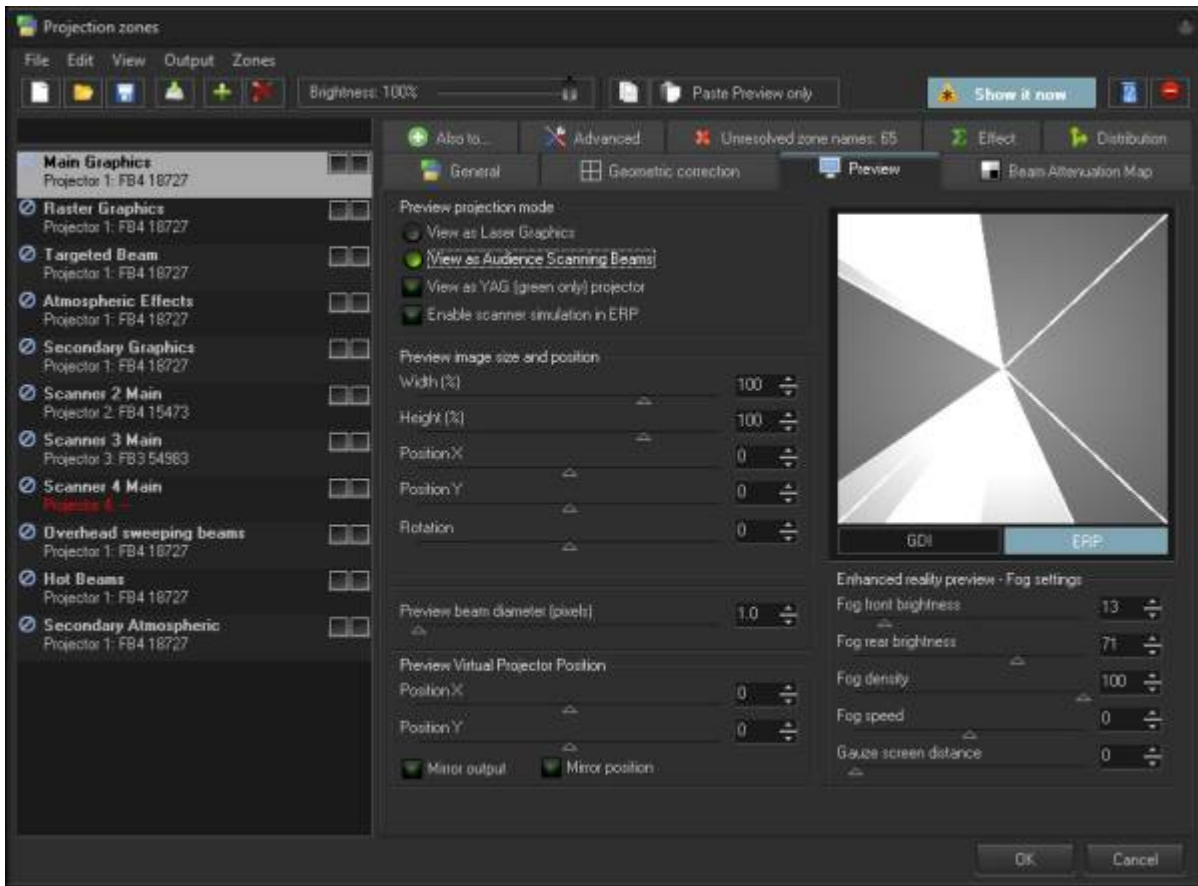 Projection zones
File Edit View Output Zones
Brightness: 100%
Paste Preview only
Show it now
Also to...
Advanced
Unresolved zone names: 65
Effect
Distribution
General
Geometric correction
Preview
Beam Attenuation Map
Main Graphics
Projector 1: FB4 18727
Raster Graphics
Projector 1: FB4 18727
Targeted Beam
Projector 1: FB4 18727
Atmospheric Effects
Projector 1: FB4 18727
Secondary Graphics
Projector 1: FB4 18727
Scanner 2 Main
Projector 2: FB4 15473
Scanner 3 Main
Projector 3: FB3 54983
Scanner 4 Main
Projector 4: --
Overhead sweeping beams
Projector 1: FB4 18727
Hot Beams
Projector 1: FB4 18727
Secondary Atmospheric
Projector 1: FB4 18727
Preview projection mode
View as Laser Graphics
View as Audience Scanning Beams
View as YAG (green only) projector
Enable scanner simulation in ERP
Preview image size and position
Width (%) 100
Height (%) 100
Position X 0
Position Y 0
Rotation 0
Preview beam diameter (pixels) 1.0
Preview Virtual Projector Position
Position X 0
Position Y 0
Mirror output
Mirror position
GDI
ERP
Enhanced reality preview - Fog settings
Fog front brightness 13
Fog rear brightness 71
Fog density 100
Fog speed 0
Gauze screen distance 0
OK
Cancel